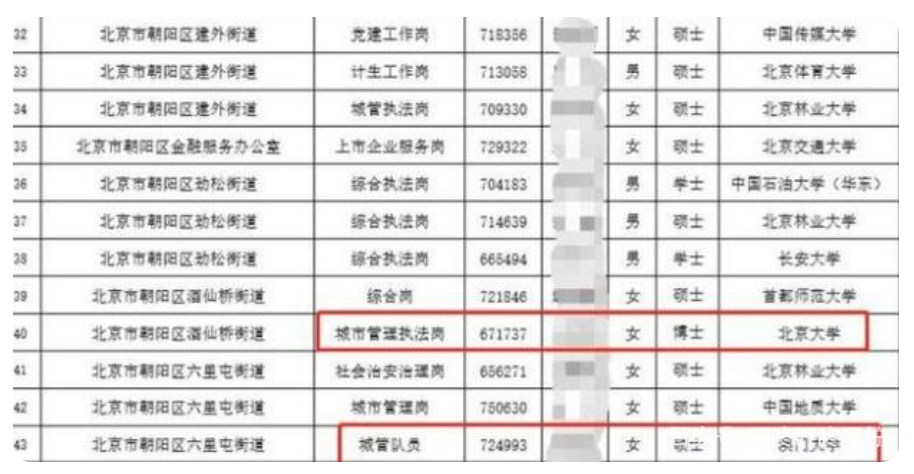 32 北京市朝阳区建外街道 党建工作岗 718356 女 硕士 中国传媒大学
33 北京市朝阳区建外街道 计生工作岗 713058 男 硕士 北京体育大学
34 北京市朝阳区建外街道 城管执法岗 709330 女 硕士 北京林业大学
35 北京市朝阳区金融服务办公室 上市企业服务岗 729322 女 硕士 北京交通大学
36 北京市朝阳区劲松街道 综合执法岗 704183 男 学士 中国石油大学（华东）
37 北京市朝阳区劲松街道 综合执法岗 714639 男 硕士 北京林业大学
38 北京市朝阳区劲松街道 综合执法岗 665494 男 学士 长安大学
39 北京市朝阳区酒仙桥街道 综合岗 721846 女 硕士 首都师范大学
40 北京市朝阳区酒仙桥街道 城市管理执法岗 671737 女 博士 北京大学
41 北京市朝阳区六里屯街道 社会治安治理岗 656271 女 硕士 北京林业大学
42 北京市朝阳区六里屯街道 城市管理岗 750630 女 硕士 中国地质大学
43 北京市朝阳区六里屯街道 城管队员 724993 女 硕士 澳门大学